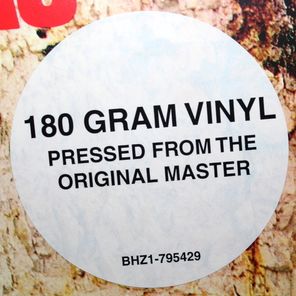 180 GRAM VINYL
PRESSED FROM THE
ORIGINAL MASTER
BHZ1-795429